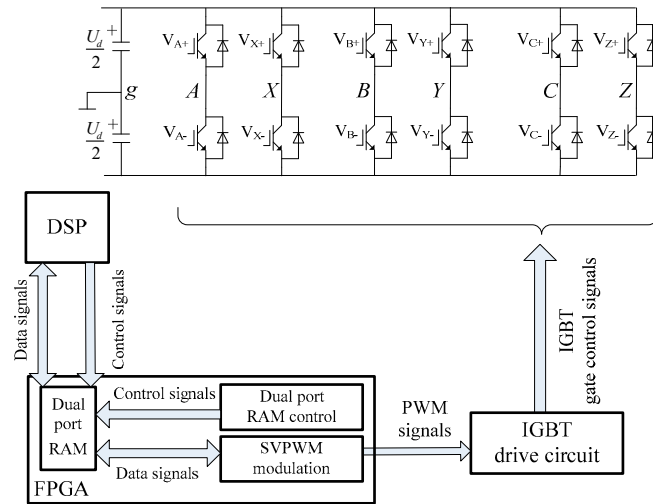 U_d
2
+
U_d
2
+
g
V_A+
V_X+
V_B+
V_Y+
V_C+
V_Z+
A
X
B
Y
C
Z
V_A-
V_X-
V_B-
V_Y-
V_C-
V_Z-
DSP
Data signals
Control signals
IGBT
gate control signals
Dual
port
RAM
Control signals
Dual port
RAM control
Data signals
SVPWM
modulation
FPGA
PWM
signals
IGBT
drive circuit